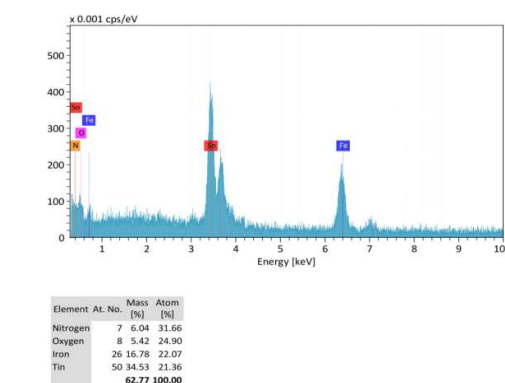 x 0.001 cps/eV
500
400
300
200
100
0
Sn
Fe
O
N
Sn
Fe
1 2 3 4 5 6 7 8 9 10
Energy [keV]
Element At. No. Mass [%] Atom [%]
Nitrogen 7 6.04 31.66
Oxygen 8 5.42 24.90
Iron 26 16.78 22.07
Tin 50 34.53 21.36
62.77 100.00